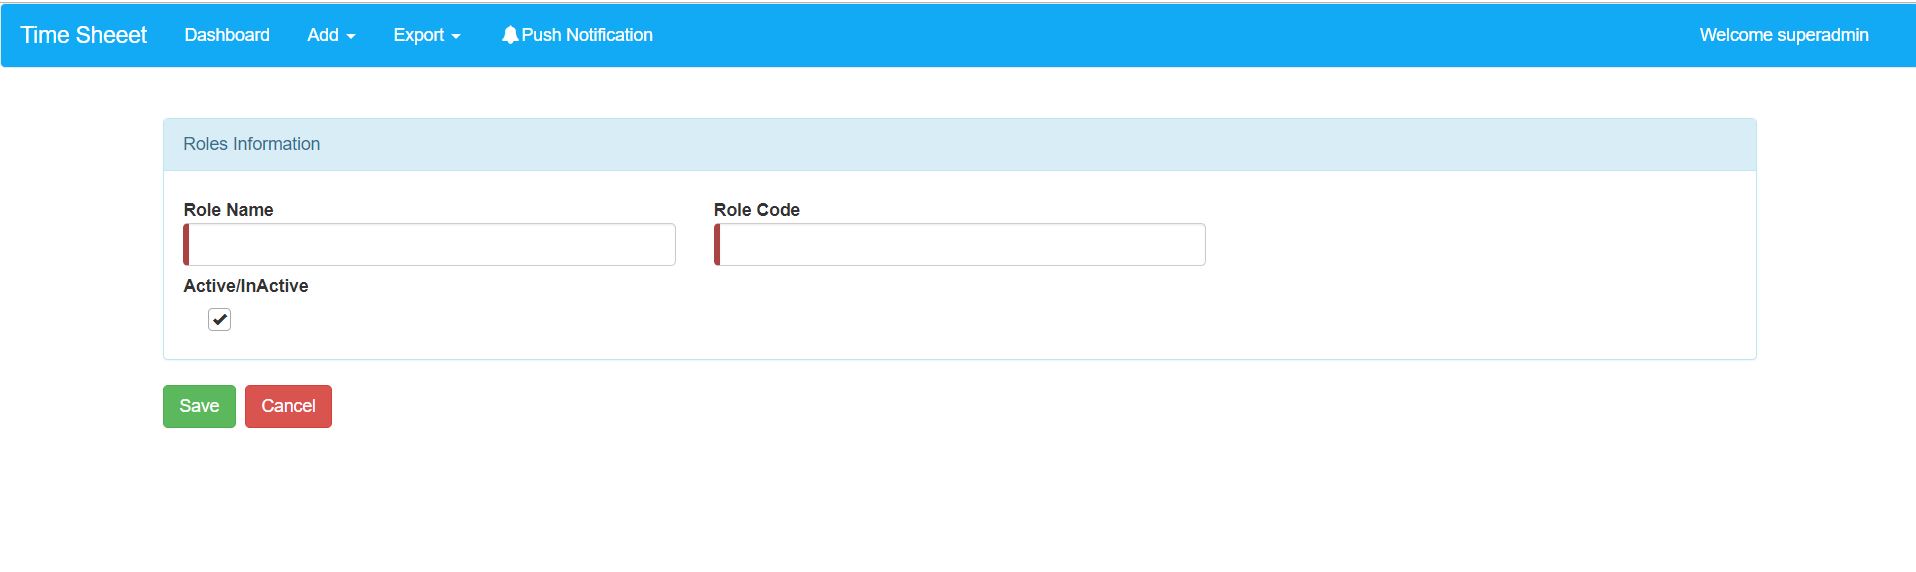 Time Sheeet Dashboard Add Export Push Notification Welcome superadmin
Roles Information
Role Name Role Code
Active/InActive
Save Cancel